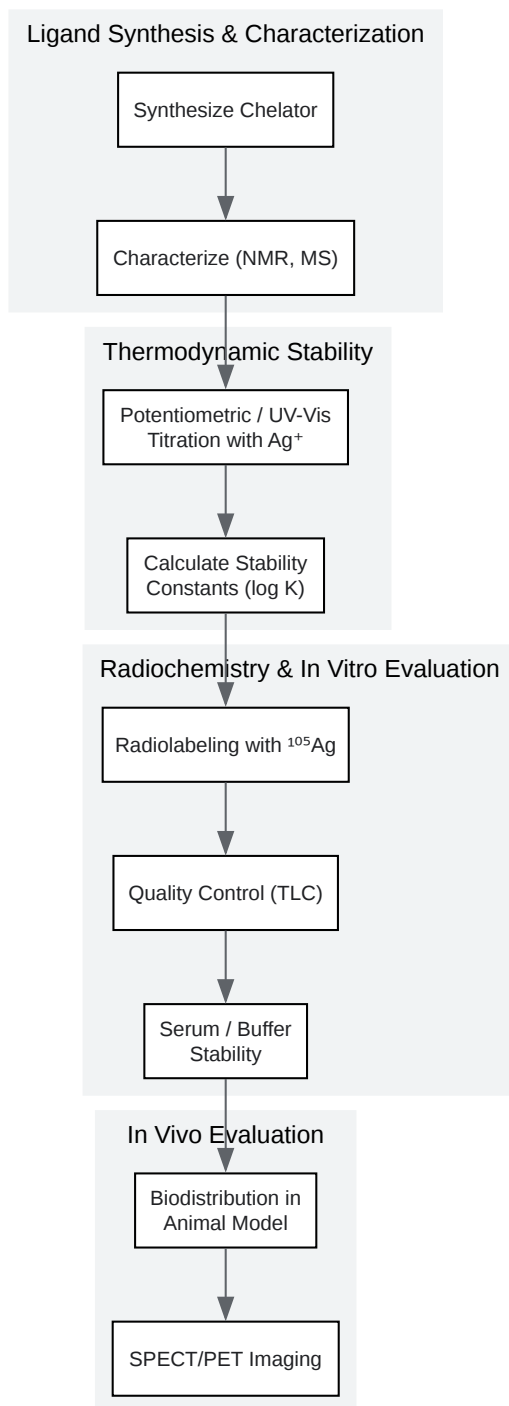 Ligand Synthesis & Characterization
Synthesize Chelator
Characterize (NMR, MS)
Thermodynamic Stability
Potentiometric / UV-Vis
Titration with Ag⁺
Calculate Stability
Constants (log K)
Radiochemistry & In Vitro Evaluation
Radiolabeling with ¹⁰⁵Ag
Quality Control (TLC)
Serum / Buffer
Stability
In Vivo Evaluation
Biodistribution in
Animal Model
SPECT/PET Imaging